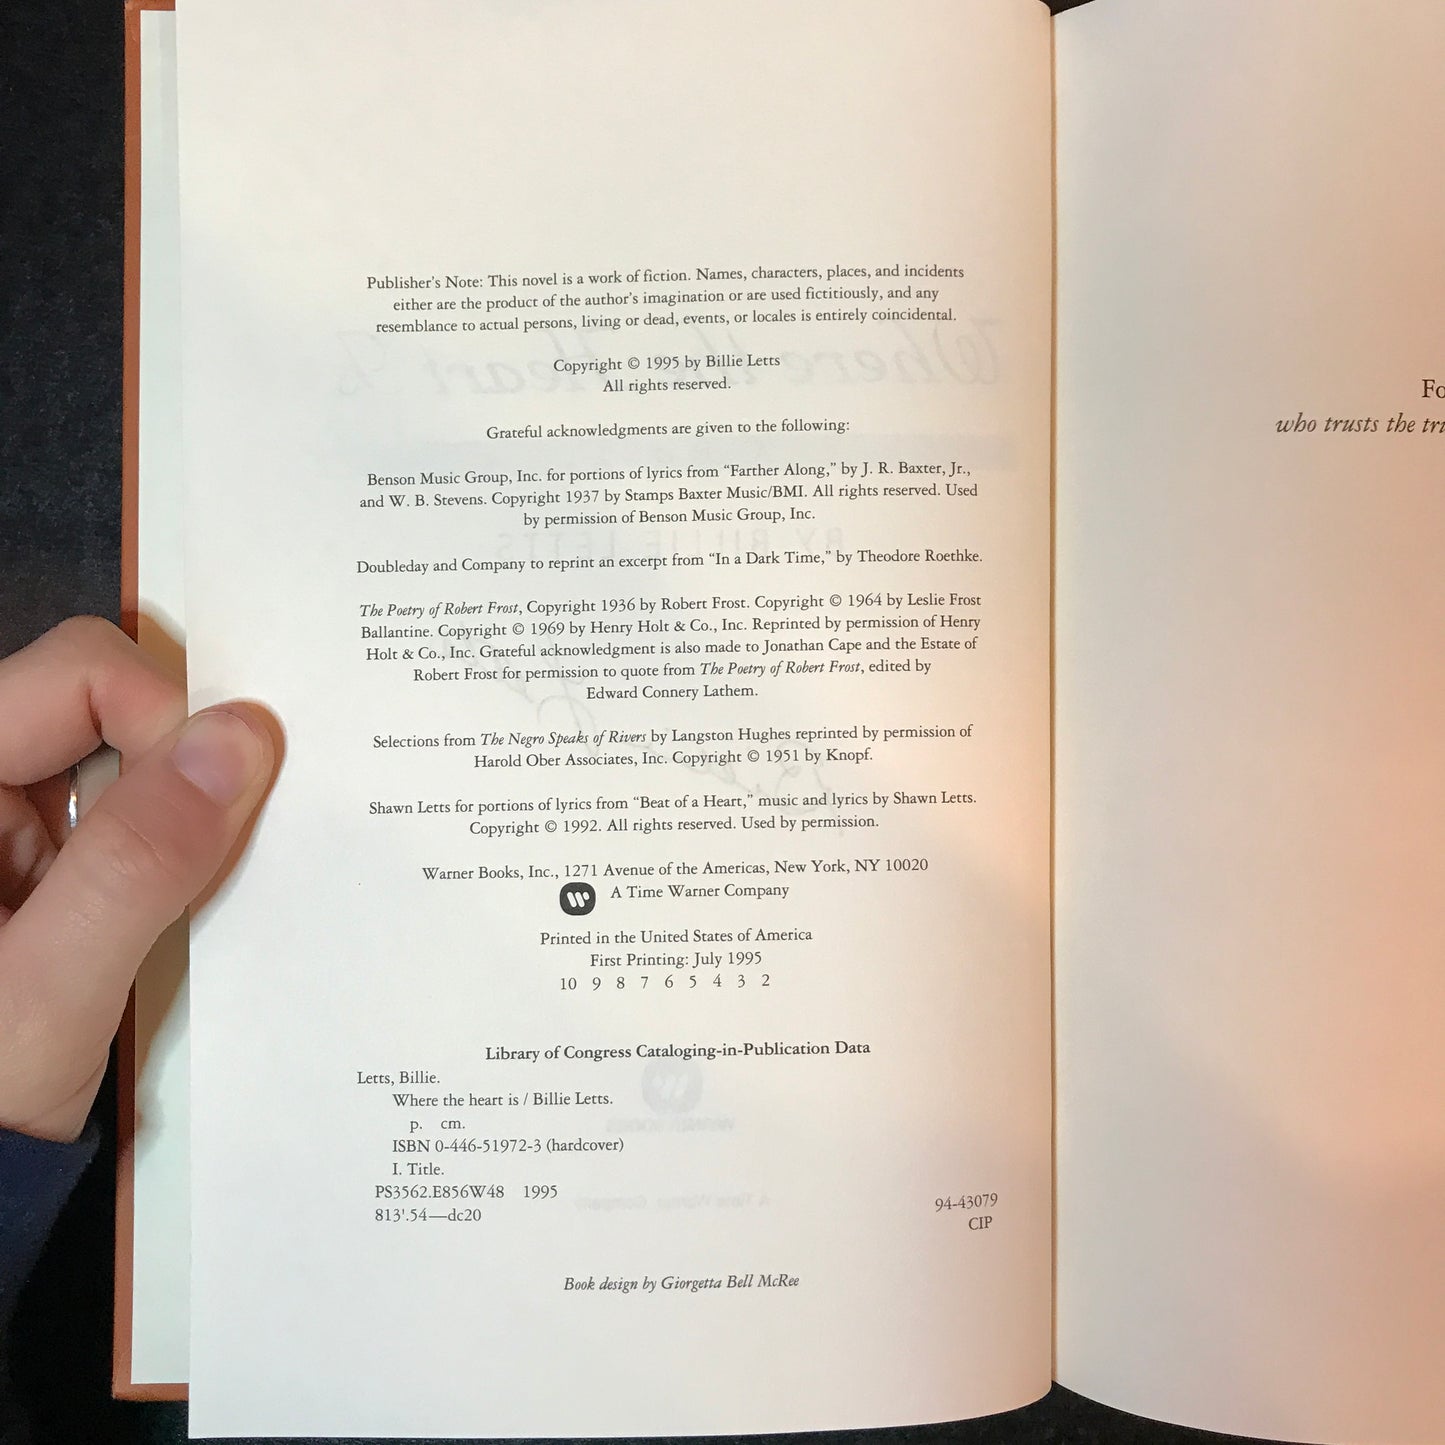 Publisher's Note: This novel is a work of fiction. Names, characters, places, and incidents
either are the product of the author's imagination or are used fictitiously, and any
resemblance to actual persons, living or dead, events, or locales is entirely coincidental.
Copyright © 1995 by Billie Letts
All rights reserved.
Grateful acknowledgments are given to the following:
Benson Music Group, Inc. for portions of lyrics from “Farther Along,” by J. R. Baxter, Jr.,
and W. B. Stevens. Copyright 1937 by Stamps Baxter Music/BMI. All rights reserved. Used
by permission of Benson Music Group, Inc.
Doubleday and Company to reprint an excerpt from “In a Dark Time,” by Theodore Roethke.
The Poetry of Robert Frost, Copyright 1936 by Robert Frost. Copyright © 1964 by Leslie Frost
Ballantine. Copyright © 1969 by Henry Holt & Co., Inc. Reprinted by permission of Henry
Holt & Co., Inc. Grateful acknowledgment is also made to Jonathan Cape and the Estate of
Robert Frost for permission to quote from The Poetry of Robert Frost, edited by
Edward Connery Lathem.
Selections from The Negro Speaks of Rivers by Langston Hughes reprinted by permission of
Harold Ober Associates, Inc. Copyright © 1951 by Knopf.
Shawn Letts for portions of lyrics from “Beat of a Heart,” music and lyrics by Shawn Letts.
Copyright © 1992. All rights reserved. Used by permission.
Warner Books, Inc., 1271 Avenue of the Americas, New York, NY 10020
A Time Warner Company
Printed in the United States of America
First Printing: July 1995
10 9 8 7 6 5 4 3 2
Library of Congress Cataloging-in-Publication Data
Letts, Billie.
Where the heart is / Billie Letts.
p. cm.
ISBN 0-446-51972-3 (hardcover)
I. Title.
PS3562.E856W48 1995
813'.54—dc20
94-43079
CIP
Book design by Giorgetta Bell McRee
who trusts the